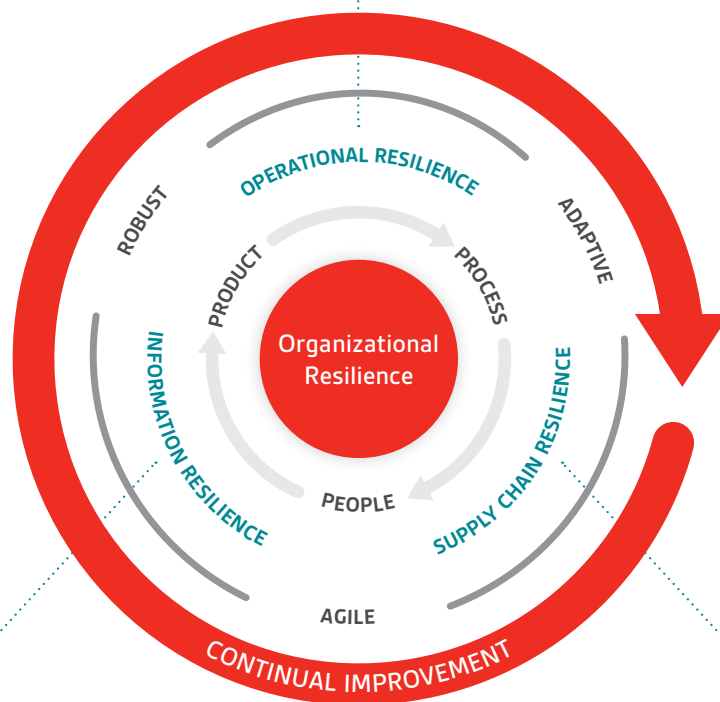 OPERATIONAL RESILIENCE
ROBUST
ADAPTIVE
PRODUCT
PROCESS
Organizational
Resilience
INFORMATION RESILIENCE
SUPPLY CHAIN RESILIENCE
PEOPLE
AGILE
CONTINUAL IMPROVEMENT